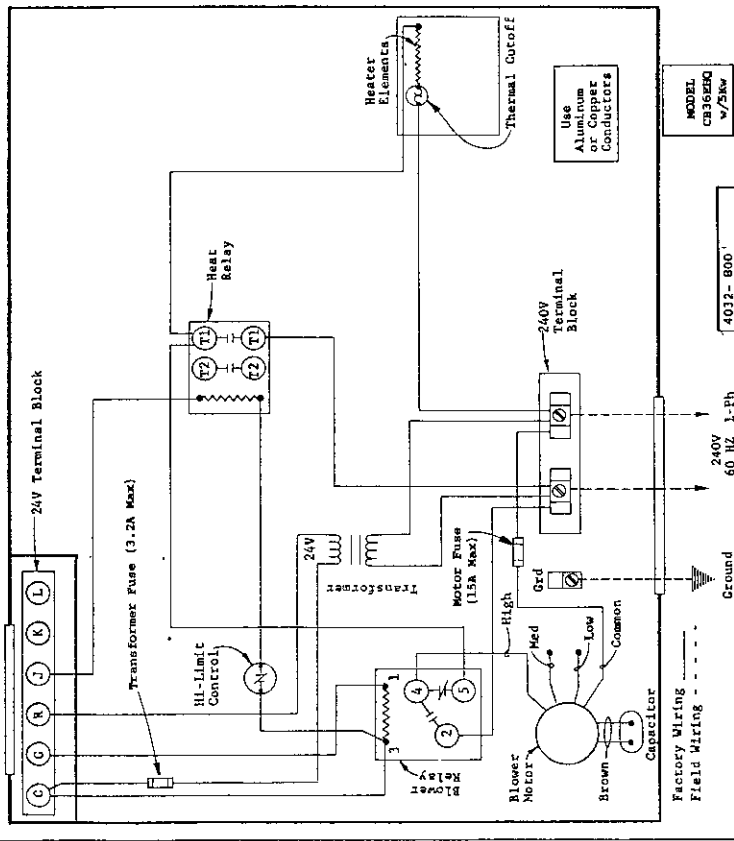 24V Terminal Block
C
G
R
J
K
L
Transformer Fuse (3.2A Max)
Hi-Limit
Control
Heat
Relay
T2
T1
T2
T1
Heater
Elements
Thermal Cutoff
24V
Transformer
Blower
Relay
3
1
2
4
5
Motor Fuse
(15A Max)
High
Med
Low
Common
Blower
Motor
Brown
Capacitor
Grd
240V
Terminal
Block
Use
Aluminum
or Copper
Conductors
MODEL
CB36EHQ
w/5Kw
4032- 800
Factory Wiring
Field Wiring
Ground
240V
60 HZ 1-Ph